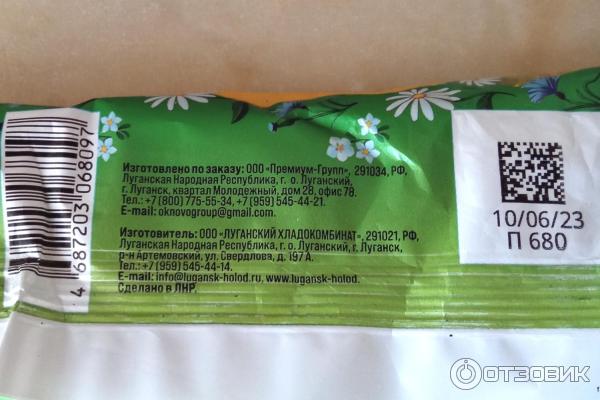 4 687203 068097
Изготовлено по заказу: ООО «Премиум-Групп», 291034, РФ,
Луганская Народная Республика, г. о. Луганский,
г. Луганск, квартал Молодежный, дом 28, офис 78.
Тел.: +7 (800) 775-55-34, +7 (959) 545-44-21.
E-mail: oknovogroup@gmail.com.
Изготовитель: ООО «ЛУГАНСКИЙ ХЛАДОКОМБИНАТ», 291021, РФ,
Луганская Народная Республика, г. о. Луганский, г. Луганск,
р-н Артемовский, ул. Свердлова, д. 197 А.
Тел.: +7 (959) 545-44-14.
E-mail: info@lugansk-holod.ru, www.lugansk-holod.
Сделано в ЛНР.
10/06/23
П 680
ОТЗОВИК